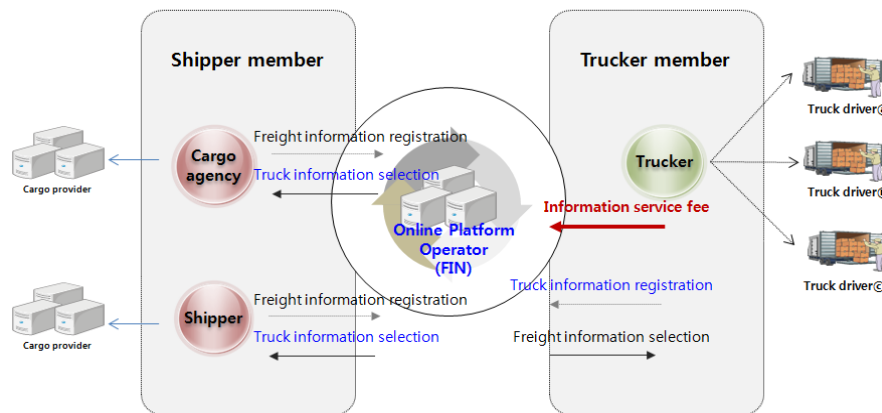 Shipper member
Trucker member
Cargo provider
Cargo
agency
Freight information registration
Truck information selection
Online Platform
Operator
(FIN)
Information service fee
Trucker
Truck driver@
Truck driver
Truck driver©
Cargo provider
Shipper
Freight information registration
Truck information selection
Truck information registration
Freight information selection